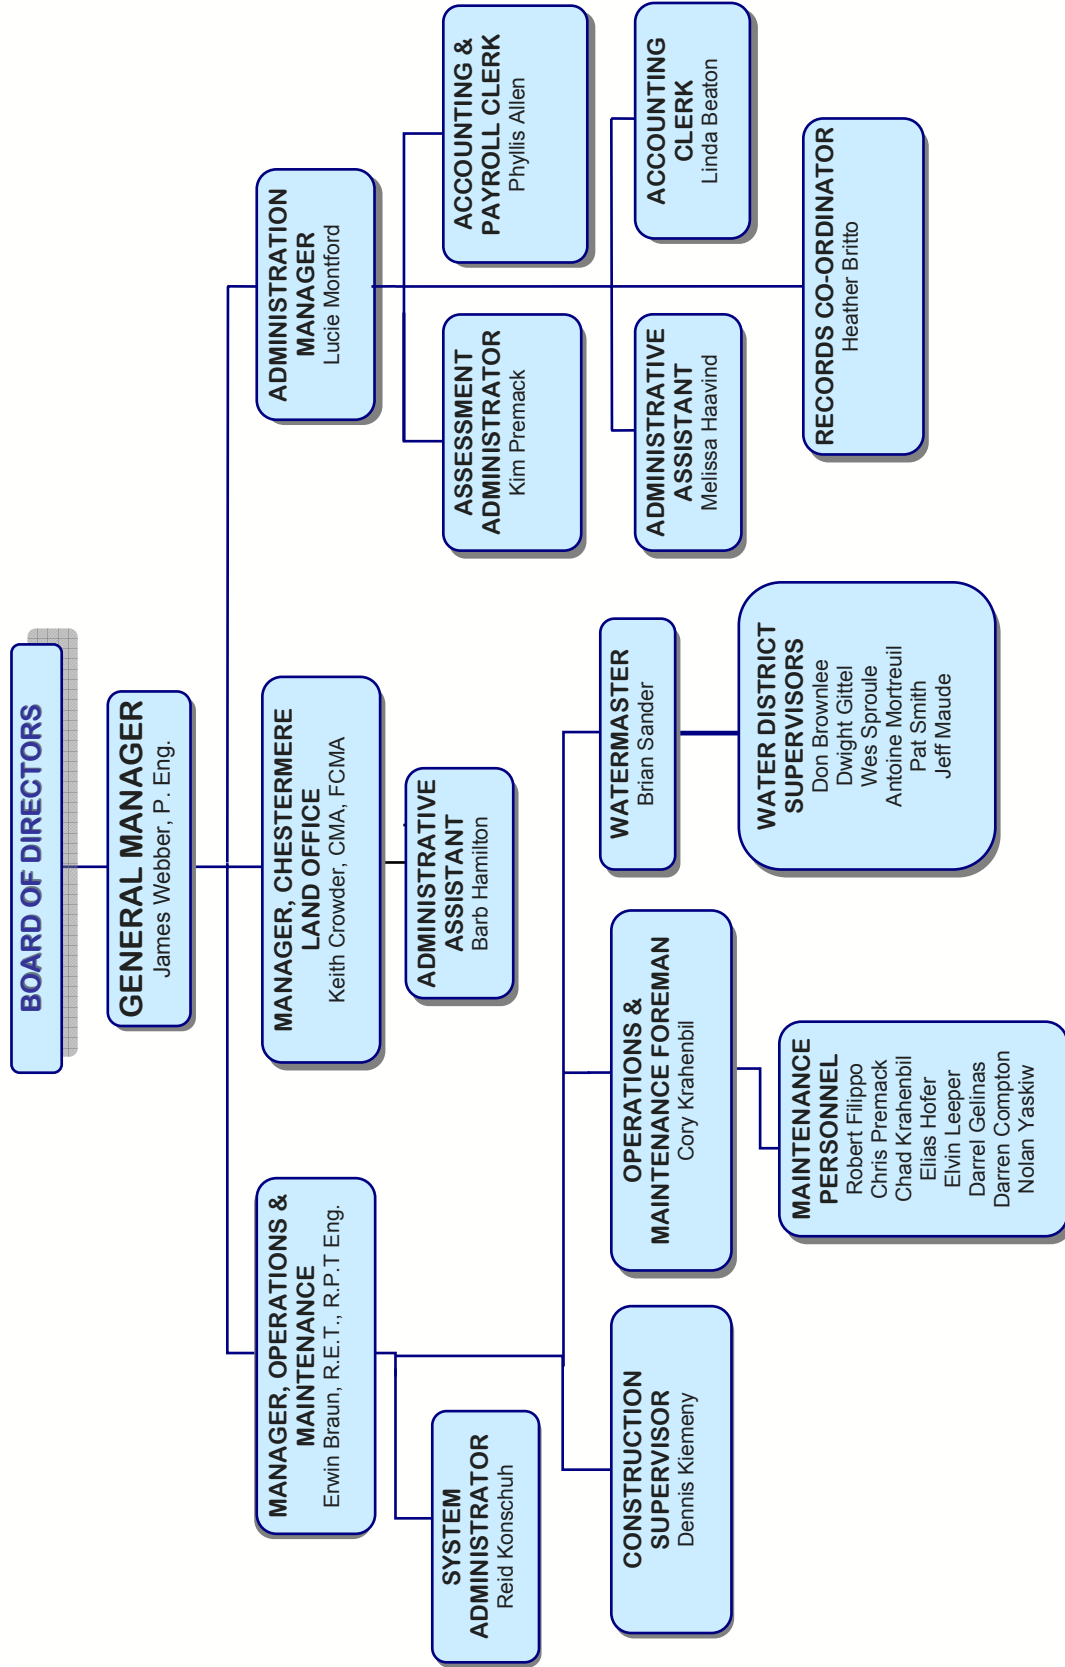 BOARD OF DIRECTORS
GENERAL MANAGER
James Webber, P. Eng.
MANAGER, OPERATIONS &
MAINTENANCE
Erwin Braun, R.E.T., R.P.T Eng.
MANAGER, CHESTERMERE
LAND OFFICE
Keith Crowder, CMA, FCMA
ADMINISTRATION
MANAGER
Lucie Montford
SYSTEM
ADMINISTRATOR
Reid Konschuh
ADMINISTRATIVE
ASSISTANT
Barb Hamilton
ASSESSMENT
ADMINISTRATOR
Kim Premack
ACCOUNTING &
PAYROLL CLERK
Phyllis Allen
CONSTRUCTION
SUPERVISOR
Dennis Kiemeny
OPERATIONS &
MAINTENANCE FOREMAN
Cory Krahenbil
WATERMASTER
Brian Sander
ADMINISTRATIVE
ASSISTANT
Melissa Haavind
ACCOUNTING
CLERK
Linda Beaton
MAINTENANCE
PERSONNEL
Robert Filippo
Chris Premack
Chad Krahenbil
Elias Hofer
Elvin Leeper
Darrel Gelinas
Darren Compton
Nolan Yaskiw
WATER DISTRICT
SUPERVISORS
Don Brownlee
Dwight Gittel
Wes Sproule
Antoine Mortreuil
Pat Smith
Jeff Maude
RECORDS CO-ORDINATOR
Heather Britto